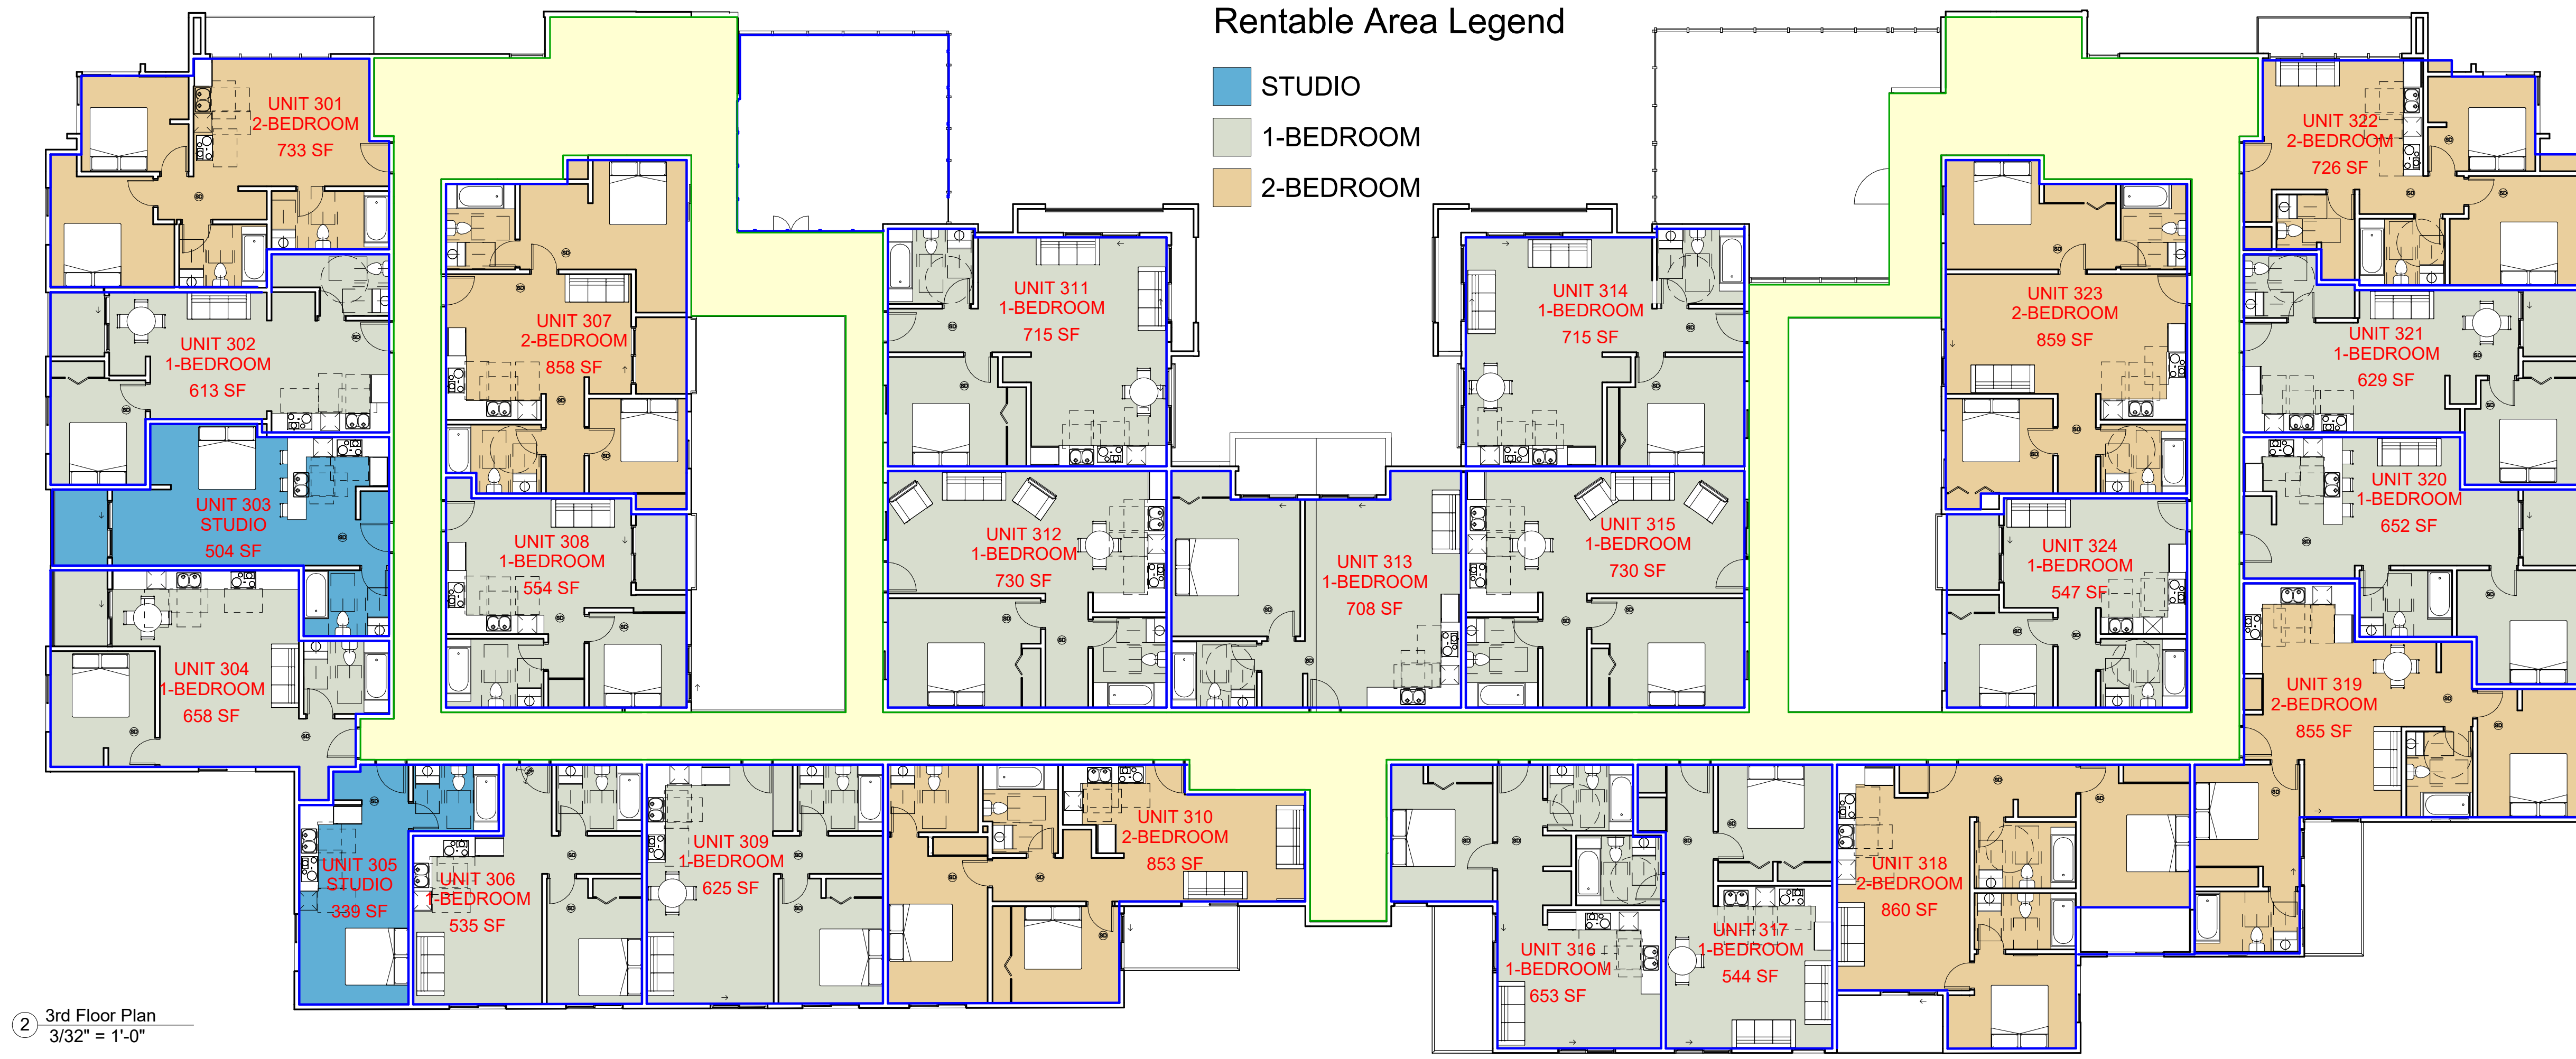 Rentable Area Legend
STUDIO
1-BEDROOM
2-BEDROOM
UNIT 301
2-BEDROOM
733 SF
UNIT 302
1-BEDROOM
613 SF
UNIT 303
STUDIO
504 SF
UNIT 304
1-BEDROOM
658 SF
UNIT 305
STUDIO
339 SF
UNIT 306
1-BEDROOM
535 SF
UNIT 307
2-BEDROOM
858 SF
UNIT 308
1-BEDROOM
554 SF
UNIT 309
1-BEDROOM
625 SF
UNIT 310
2-BEDROOM
853 SF
UNIT 311
1-BEDROOM
715 SF
UNIT 312
1-BEDROOM
730 SF
UNIT 313
1-BEDROOM
708 SF
UNIT 314
1-BEDROOM
715 SF
UNIT 315
1-BEDROOM
730 SF
UNIT 316
1-BEDROOM
653 SF
UNIT 317
1-BEDROOM
544 SF
UNIT 318
2-BEDROOM
860 SF
UNIT 319
2-BEDROOM
855 SF
UNIT 320
1-BEDROOM
652 SF
UNIT 321
1-BEDROOM
629 SF
UNIT 322
2-BEDROOM
726 SF
UNIT 323
2-BEDROOM
859 SF
UNIT 324
1-BEDROOM
547 SF
2
3rd Floor Plan
3/32" = 1'-0"